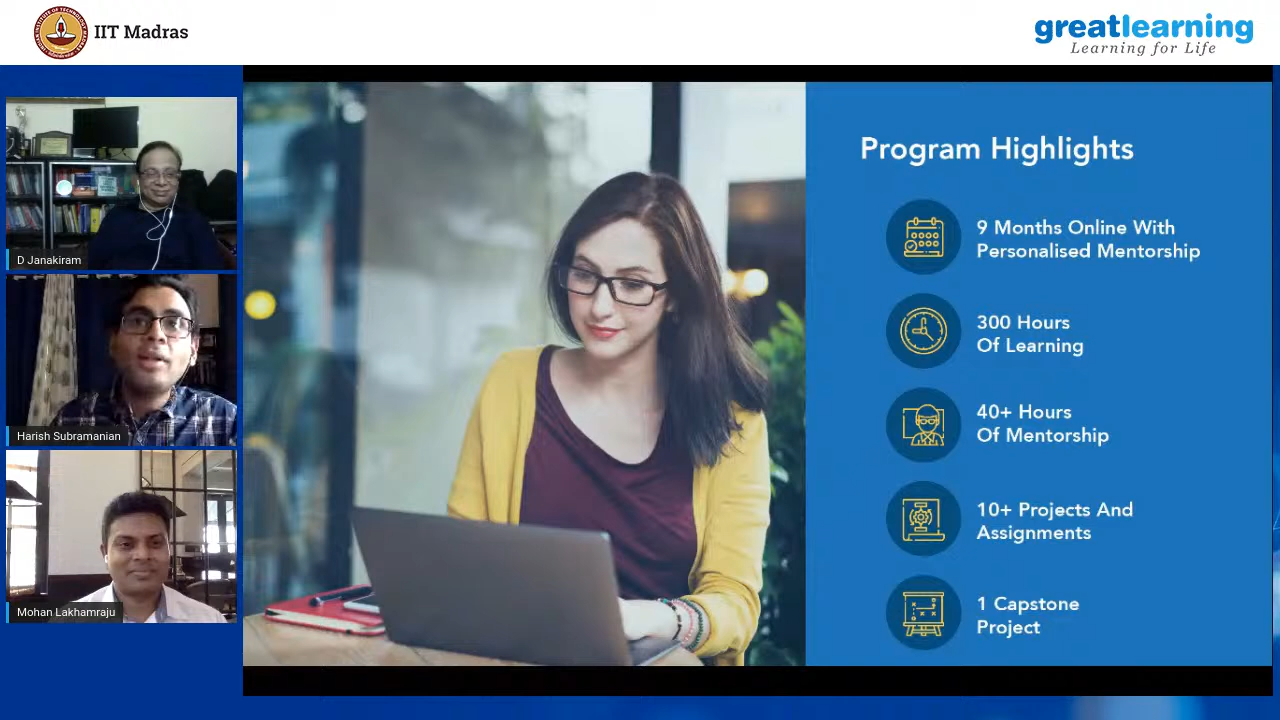 IIT Madras
greatlearning
Learning for Life
D Janakiram
Harish Subramanian
Mohan Lakhamraju
Program Highlights
9 Months Online With
Personalised Mentorship
300 Hours
Of Learning
40+ Hours
Of Mentorship
10+ Projects And
Assignments
1 Capstone
Project